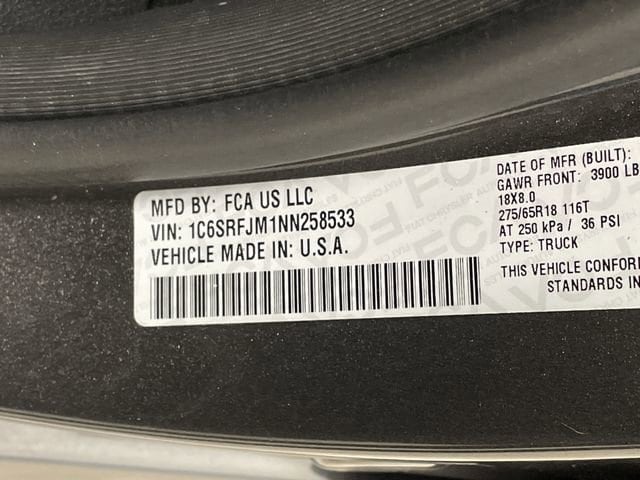 MFD BY: FCA US LLC
VIN: 1C6SRFJM1NN258533
VEHICLE MADE IN: U.S.A.
DATE OF MFR (BUILT):
GAWR FRONT: 3900 LB
18X8.0
275/65R18 116T
AT 250 kPa / 36 PSI
TYPE: TRUCK
THIS VEHICLE CONFOR
STANDARDS IN